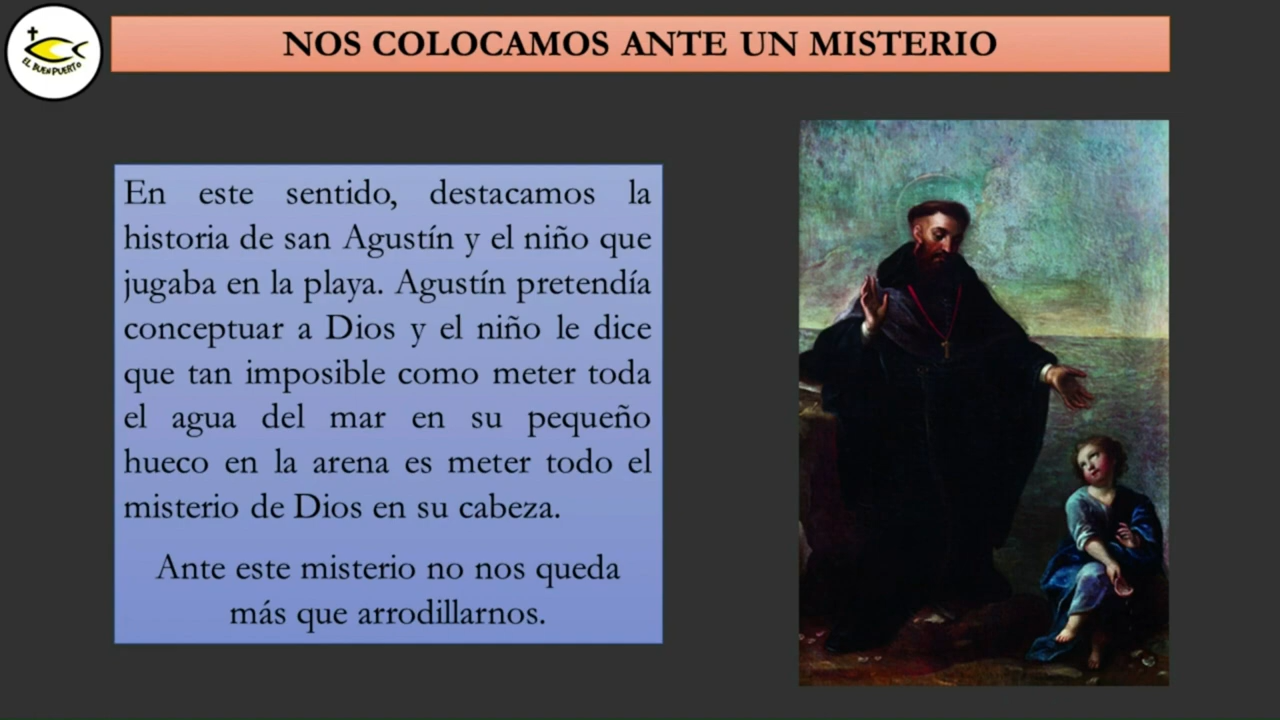 EL BUEN PUERTO
NOS COLOCAMOS ANTE UN MISTERIO
En este sentido, destacamos la
historia de san Agustín y el niño que
jugaba en la playa. Agustín pretendía
conceptuar a Dios y el niño le dice
que tan imposible como meter toda
el agua del mar en su pequeño
hueco en la arena es meter todo el
misterio de Dios en su cabeza.
Ante este misterio no nos queda
más que arrodillarnos.